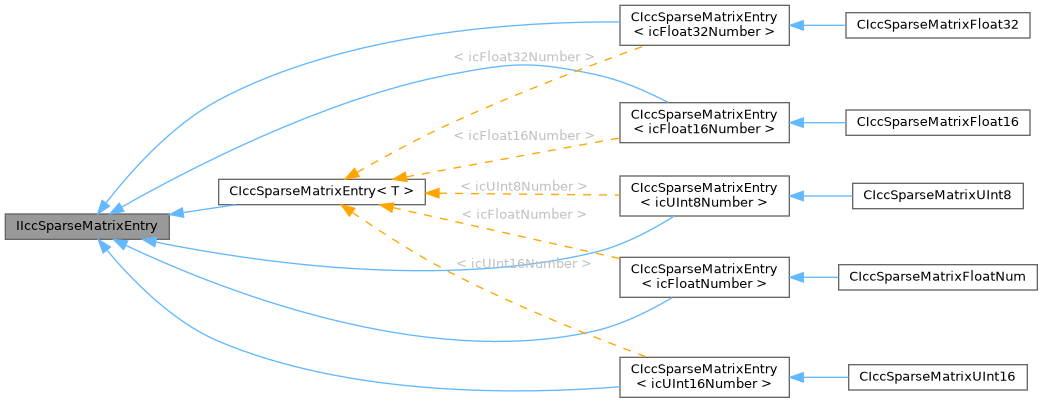 CIccSparseMatrixEntry
< icFloat32Number >
CIccSparseMatrixFloat32
< icFloat32Number >
CIccSparseMatrixEntry
< icFloat16Number >
CIccSparseMatrixFloat16
< icFloat16Number >
CIccSparseMatrixEntry< T >
< icUInt8Number >
CIccSparseMatrixEntry
< icUInt8Number >
CIccSparseMatrixUInt8
IIccSparseMatrixEntry
< icFloatNumber >
< icUInt16Number >
CIccSparseMatrixEntry
< icFloatNumber >
CIccSparseMatrixFloatNum
CIccSparseMatrixEntry
< icUInt16Number >
CIccSparseMatrixUInt16